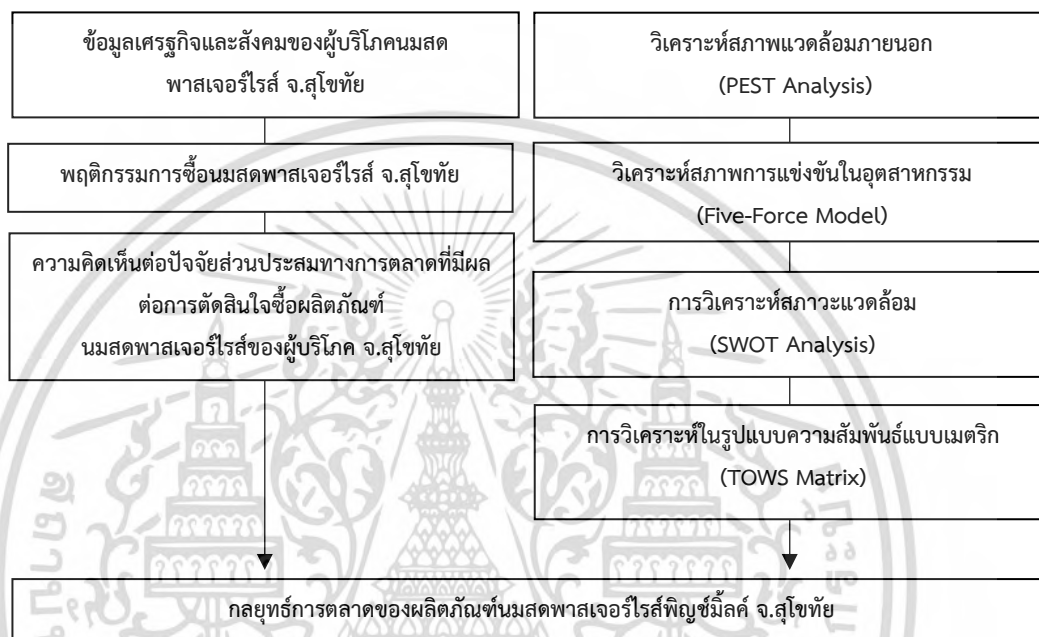 ข้อมูลเศรษฐกิจและสังคมของผู้บริโภคนมสด
พาสเจอร์ไรส์ จ.สุโขทัย
พฤติกรรมการซื้อนมสดพาสเจอร์ไรส์ จ.สุโขทัย
ความคิดเห็นต่อปัจจัยส่วนประสมทางการตลาดที่มีผล
ต่อการตัดสินใจซื้อผลิตภัณฑ์
นมสดพาสเจอร์ไรส์ของผู้บริโภค จ.สุโขทัย
วิเคราะห์สภาพแวดล้อมภายนอก
(PEST Analysis)
วิเคราะห์สภาพการแข่งขันในอุตสาหกรรม
(Five-Force Model)
การวิเคราะห์สภาวะแวดล้อม
(SWOT Analysis)
การวิเคราะห์ในรูปแบบความสัมพันธ์แบบเมตริก
(TOWS Matrix)
กลยุทธ์การตลาดของผลิตภัณฑ์นมสดพาสเจอร์ไรส์พิญช์มิ้ลค์ จ.สุโขทัย